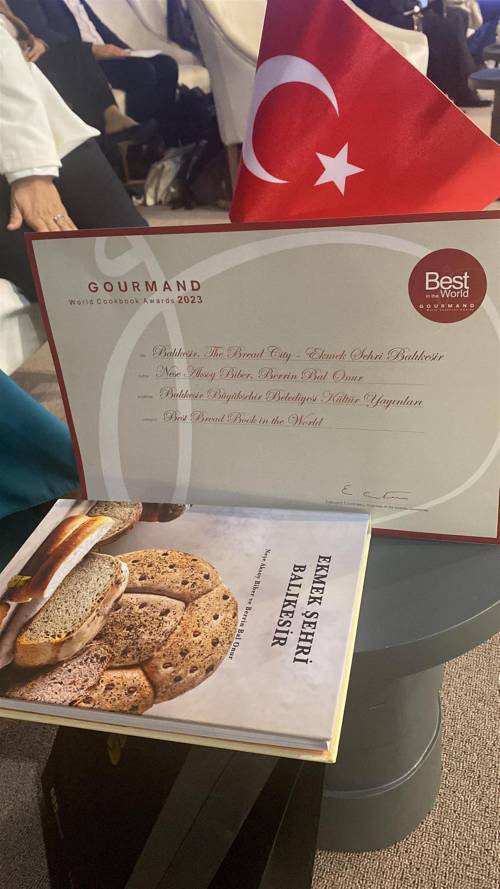 GOURMAND
World Cookbook Awards 2023
Best
in the World
GOURMAND
Balıkesir, The Bread City - Ekmek Şehri Balıkesir
Neşe Aksoy Biber, Berrin Bal Onur
Balıkesir Büyükşehir Belediyesi Kültür Yayınları
Best Bread Book in the World
EKMEK ŞEHRİ
BALIKESİR
Neşe Aksoy Biber ve Berrin Bal Onur